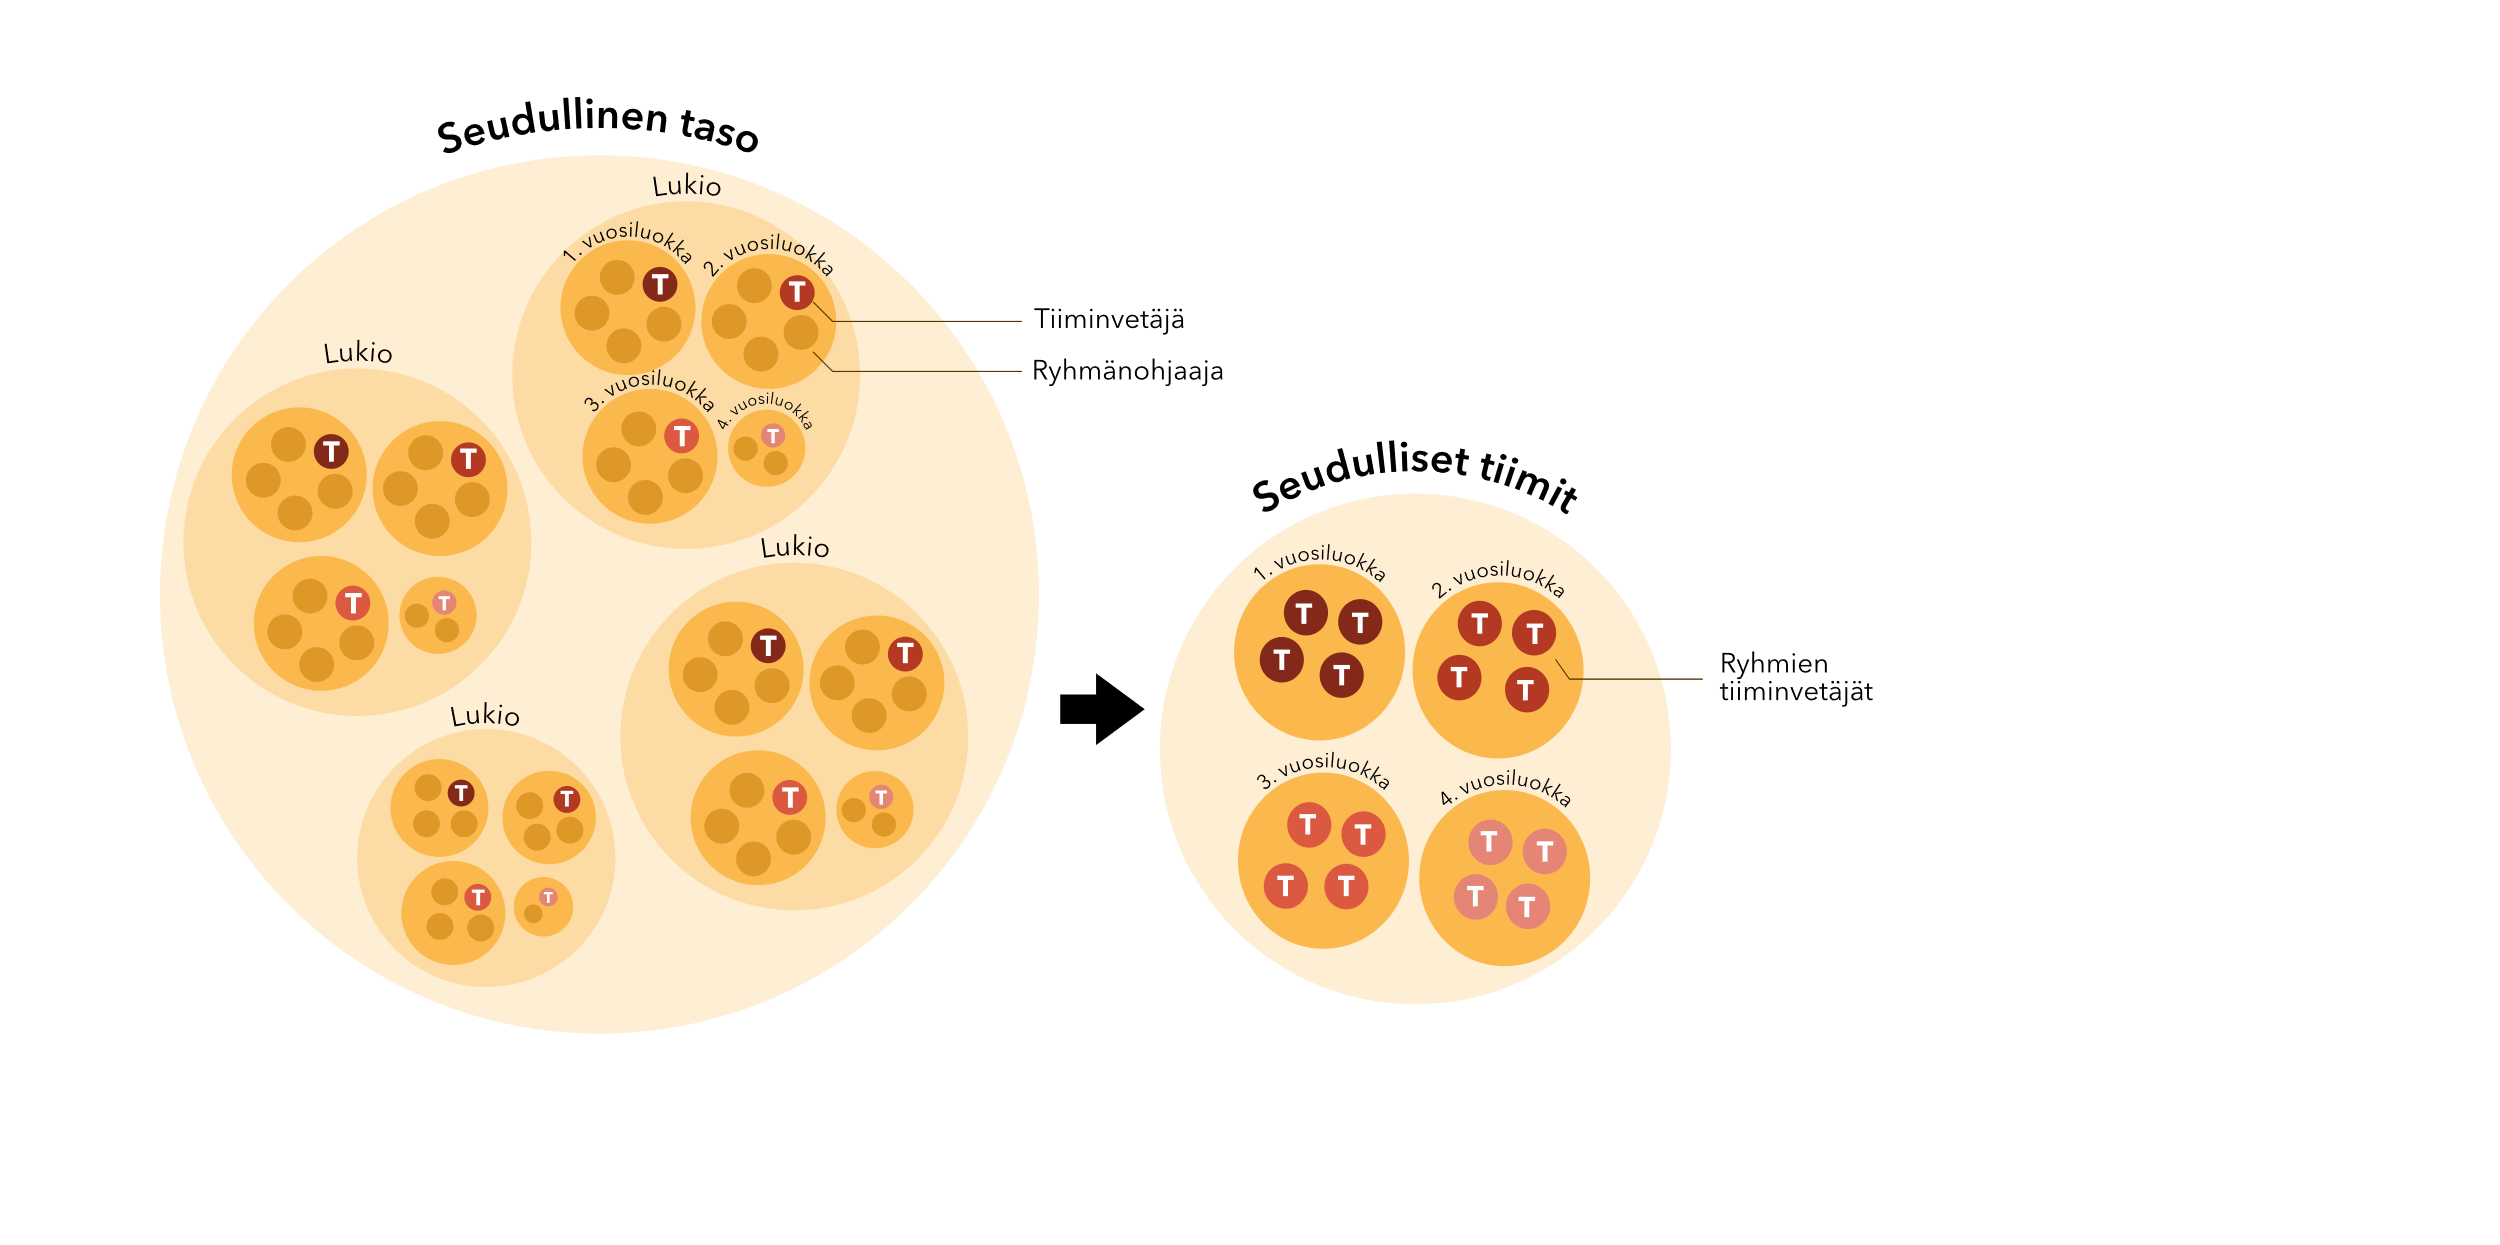 Seudullinen taso
Lukio
1. vuosiluokka
2. vuosiluokka
T
T
Tiiminvetäjä
Ryhmänohjaaja
3. vuosiluokka
4. vuosiluokka
T
T
Lukio
T
T
T
T
Lukio
T
T
T
T
Lukio
T
T
T
T
Seudulliset tiimit
1. vuosiluokka
2. vuosiluokka
T
T
T
T
T
T
T
T
Ryhmien
tiiminvetäjät
3. vuosiluokka
4. vuosiluokka
T
T
T
T
T
T
T
T